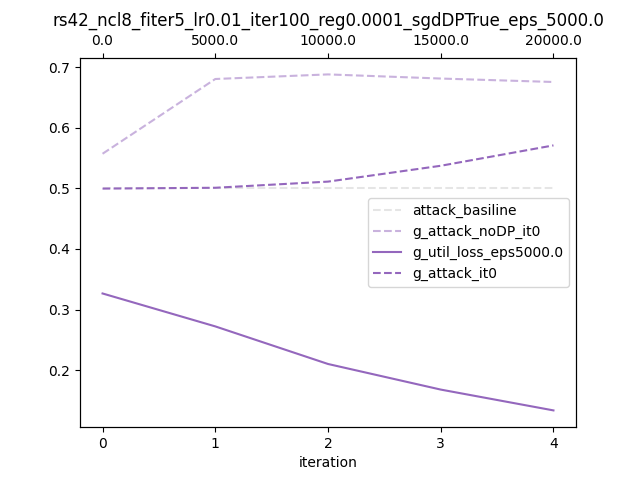 rs42_ncl8_fiter5_lr0.01_iter100_reg0.0001_sgdDPTrue_eps_5000.0
0.0 5000.0 10000.0 15000.0 20000.0
0.7
0.6
0.5
0.4
0.3
0.2
attack_basiline
g_attack_noDP_it0
g_util_loss_eps5000.0
g_attack_it0
0 1 2 3 4
iteration